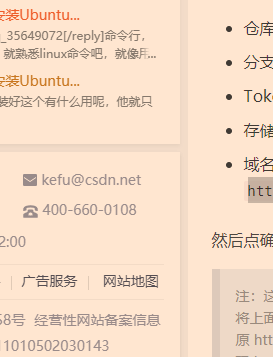 安装Ubuntu...
_35649072[/reply]命令行，
就熟悉linux命令吧，就像用...
安装Ubuntu...
装好这个有什么用呢，他就只
kefu@csdn.net
400-660-0108
2:00
广告服务 网站地图
58号 经营性网站备案信息
11010502030143
仓库
分支
Tok
存储
域名
htt
然后点确
注：这
将上面
原 htt